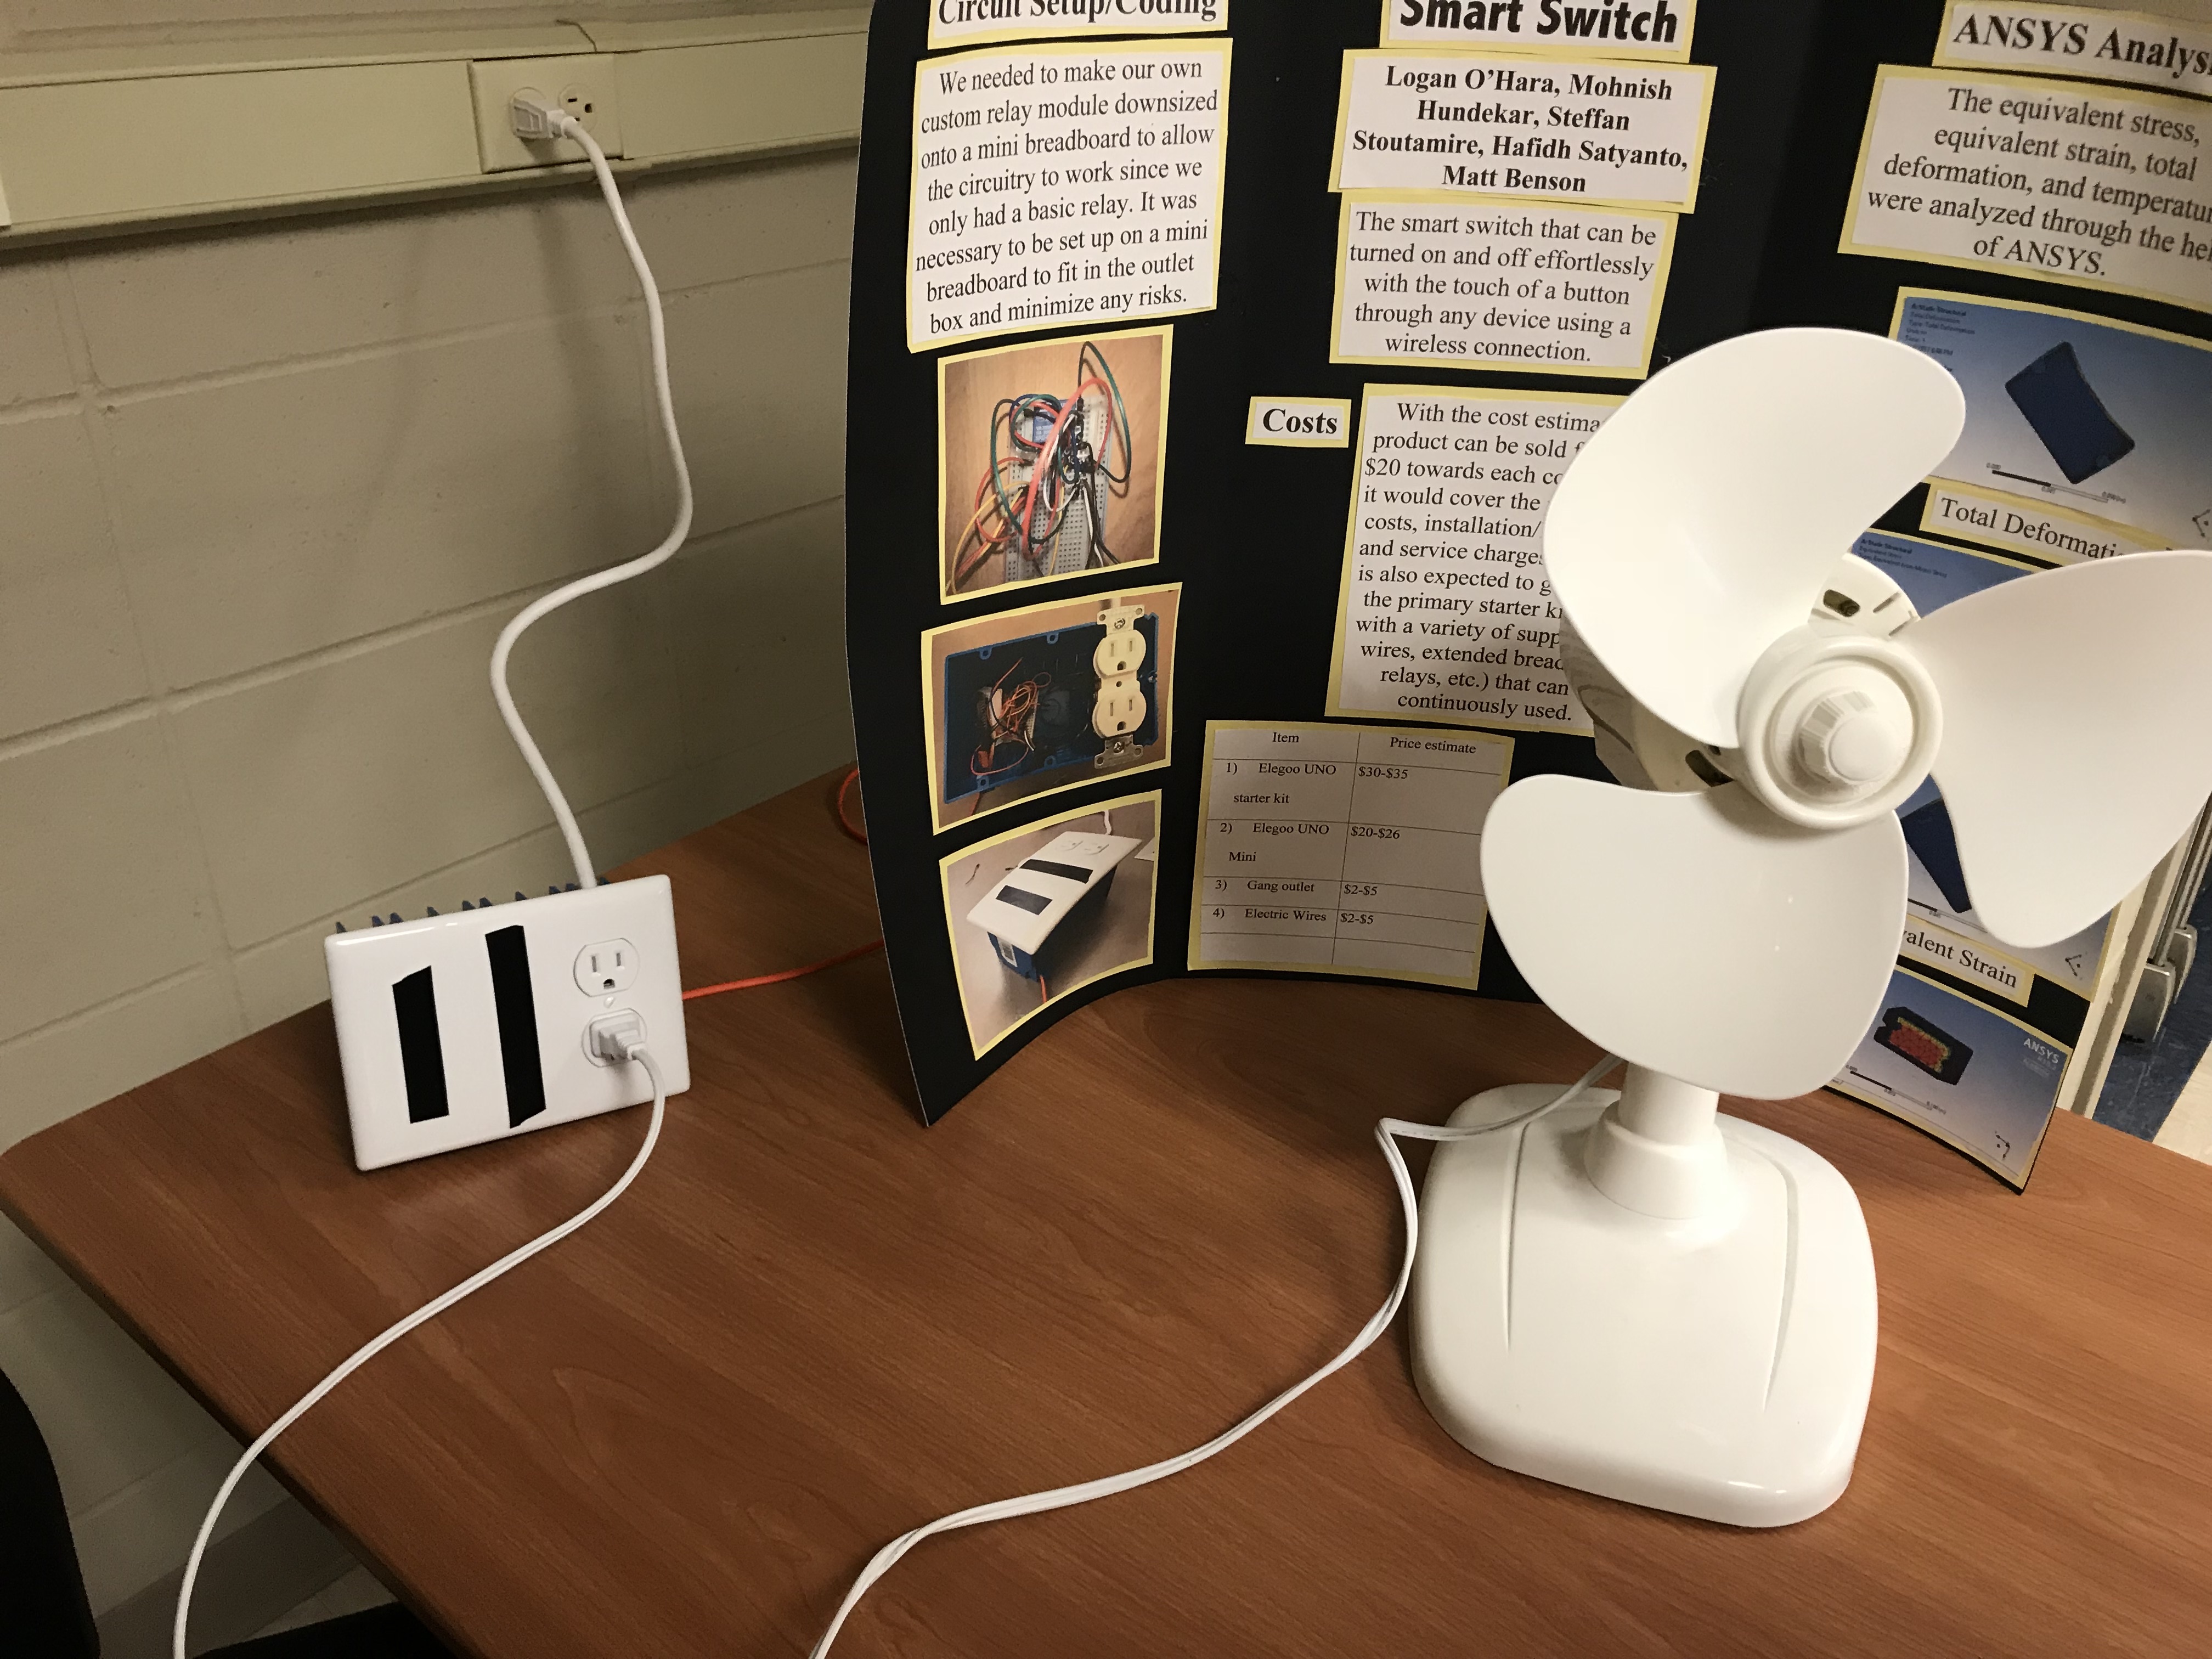 Circuit Setup/Coding
We needed to make our own
custom relay module downsized
onto a mini breadboard to allow
the circuitry to work since we
only had a basic relay. It was
necessary to be set up on a mini
breadboard to fit in the outlet
box and minimize any risks.
Smart Switch
Logan O'Hara, Mohnish
Hundekar, Steffan
Stoutamire, Hafidh Satyanto,
Matt Benson
The smart switch that can be
turned on and off effortlessly
with the touch of a button
through any device using a
wireless connection.
Costs
With the cost estima
product can be sold f
$20 towards each co
it would cover the
costs, installation/
and service charges
is also expected to g
the primary starter ki
with a variety of supp
wires, extended bread
relays, etc.) that can
continuously used.
Item Price estimate
1) Elegoo UNO $30-$35
starter kit
2) Elegoo UNO $20-$26
Mini
3) Gang outlet $2-$5
4) Electric Wires $2-$5
ANSYS Analys
The equivalent stress,
equivalent strain, total
deformation, and temperatur
were analyzed through the hel
of ANSYS.
Total Deformati
valent Strain
ANSYS